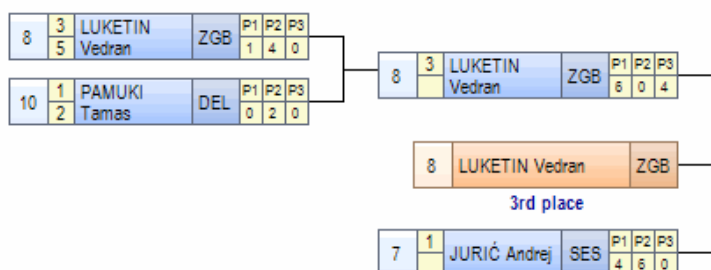 8 3 5 LUKETIN Vedran ZGB P1 P2 P3 1 4 0
10 1 2 PAMUKI Tamas DEL P1 P2 P3 0 2 0
8 3 LUKETIN Vedran ZGB P1 P2 P3 6 0 4
8 LUKETIN Vedran ZGB
3rd place
7 1 JURIĆ Andrej SES P1 P2 P3 4 6 0